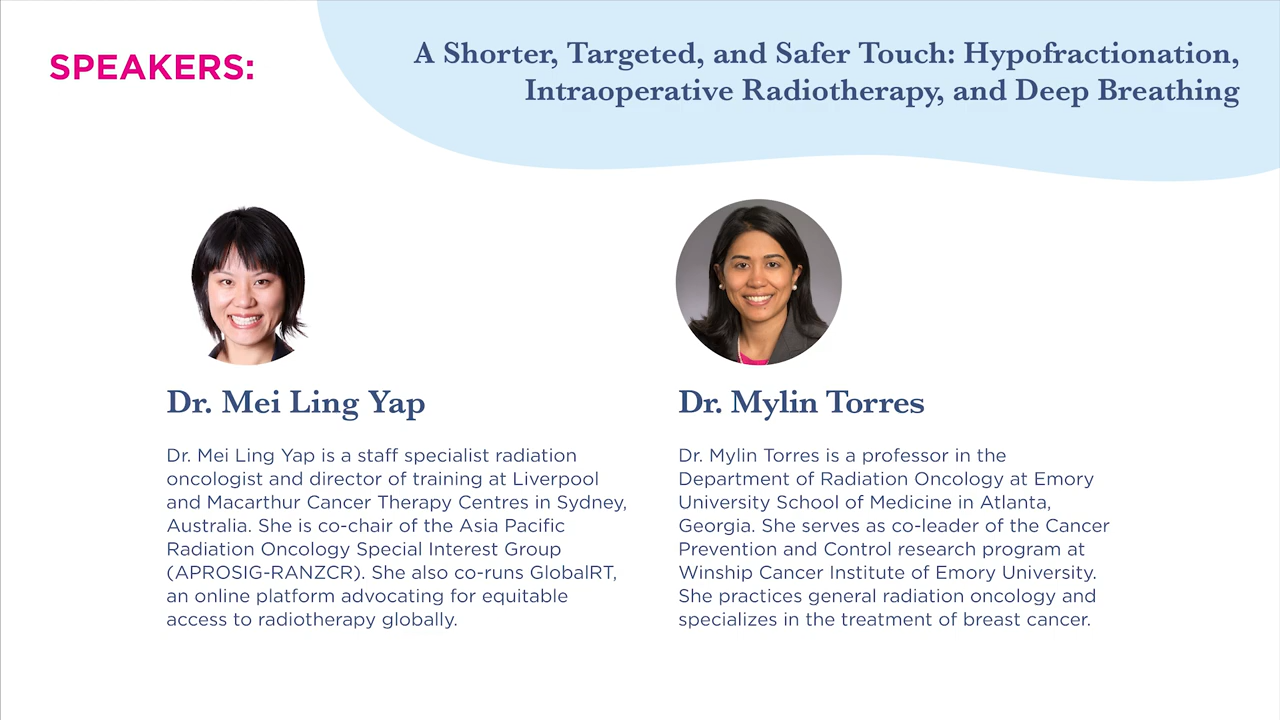 SPEAKERS:
A Shorter, Targeted, and Safer Touch: Hypofractionation,
Intraoperative Radiotherapy, and Deep Breathing
Dr. Mei Ling Yap
Dr. Mei Ling Yap is a staff specialist radiation
oncologist and director of training at Liverpool
and Macarthur Cancer Therapy Centres in Sydney,
Australia. She is co-chair of the Asia Pacific
Radiation Oncology Special Interest Group
(APROSIG-RANZCR). She also co-runs GlobalRT,
an online platform advocating for equitable
access to radiotherapy globally.
Dr. Mylin Torres
Dr. Mylin Torres is a professor in the
Department of Radiation Oncology at Emory
University School of Medicine in Atlanta,
Georgia. She serves as co-leader of the Cancer
Prevention and Control research program at
Winship Cancer Institute of Emory University.
She practices general radiation oncology and
specializes in the treatment of breast cancer.